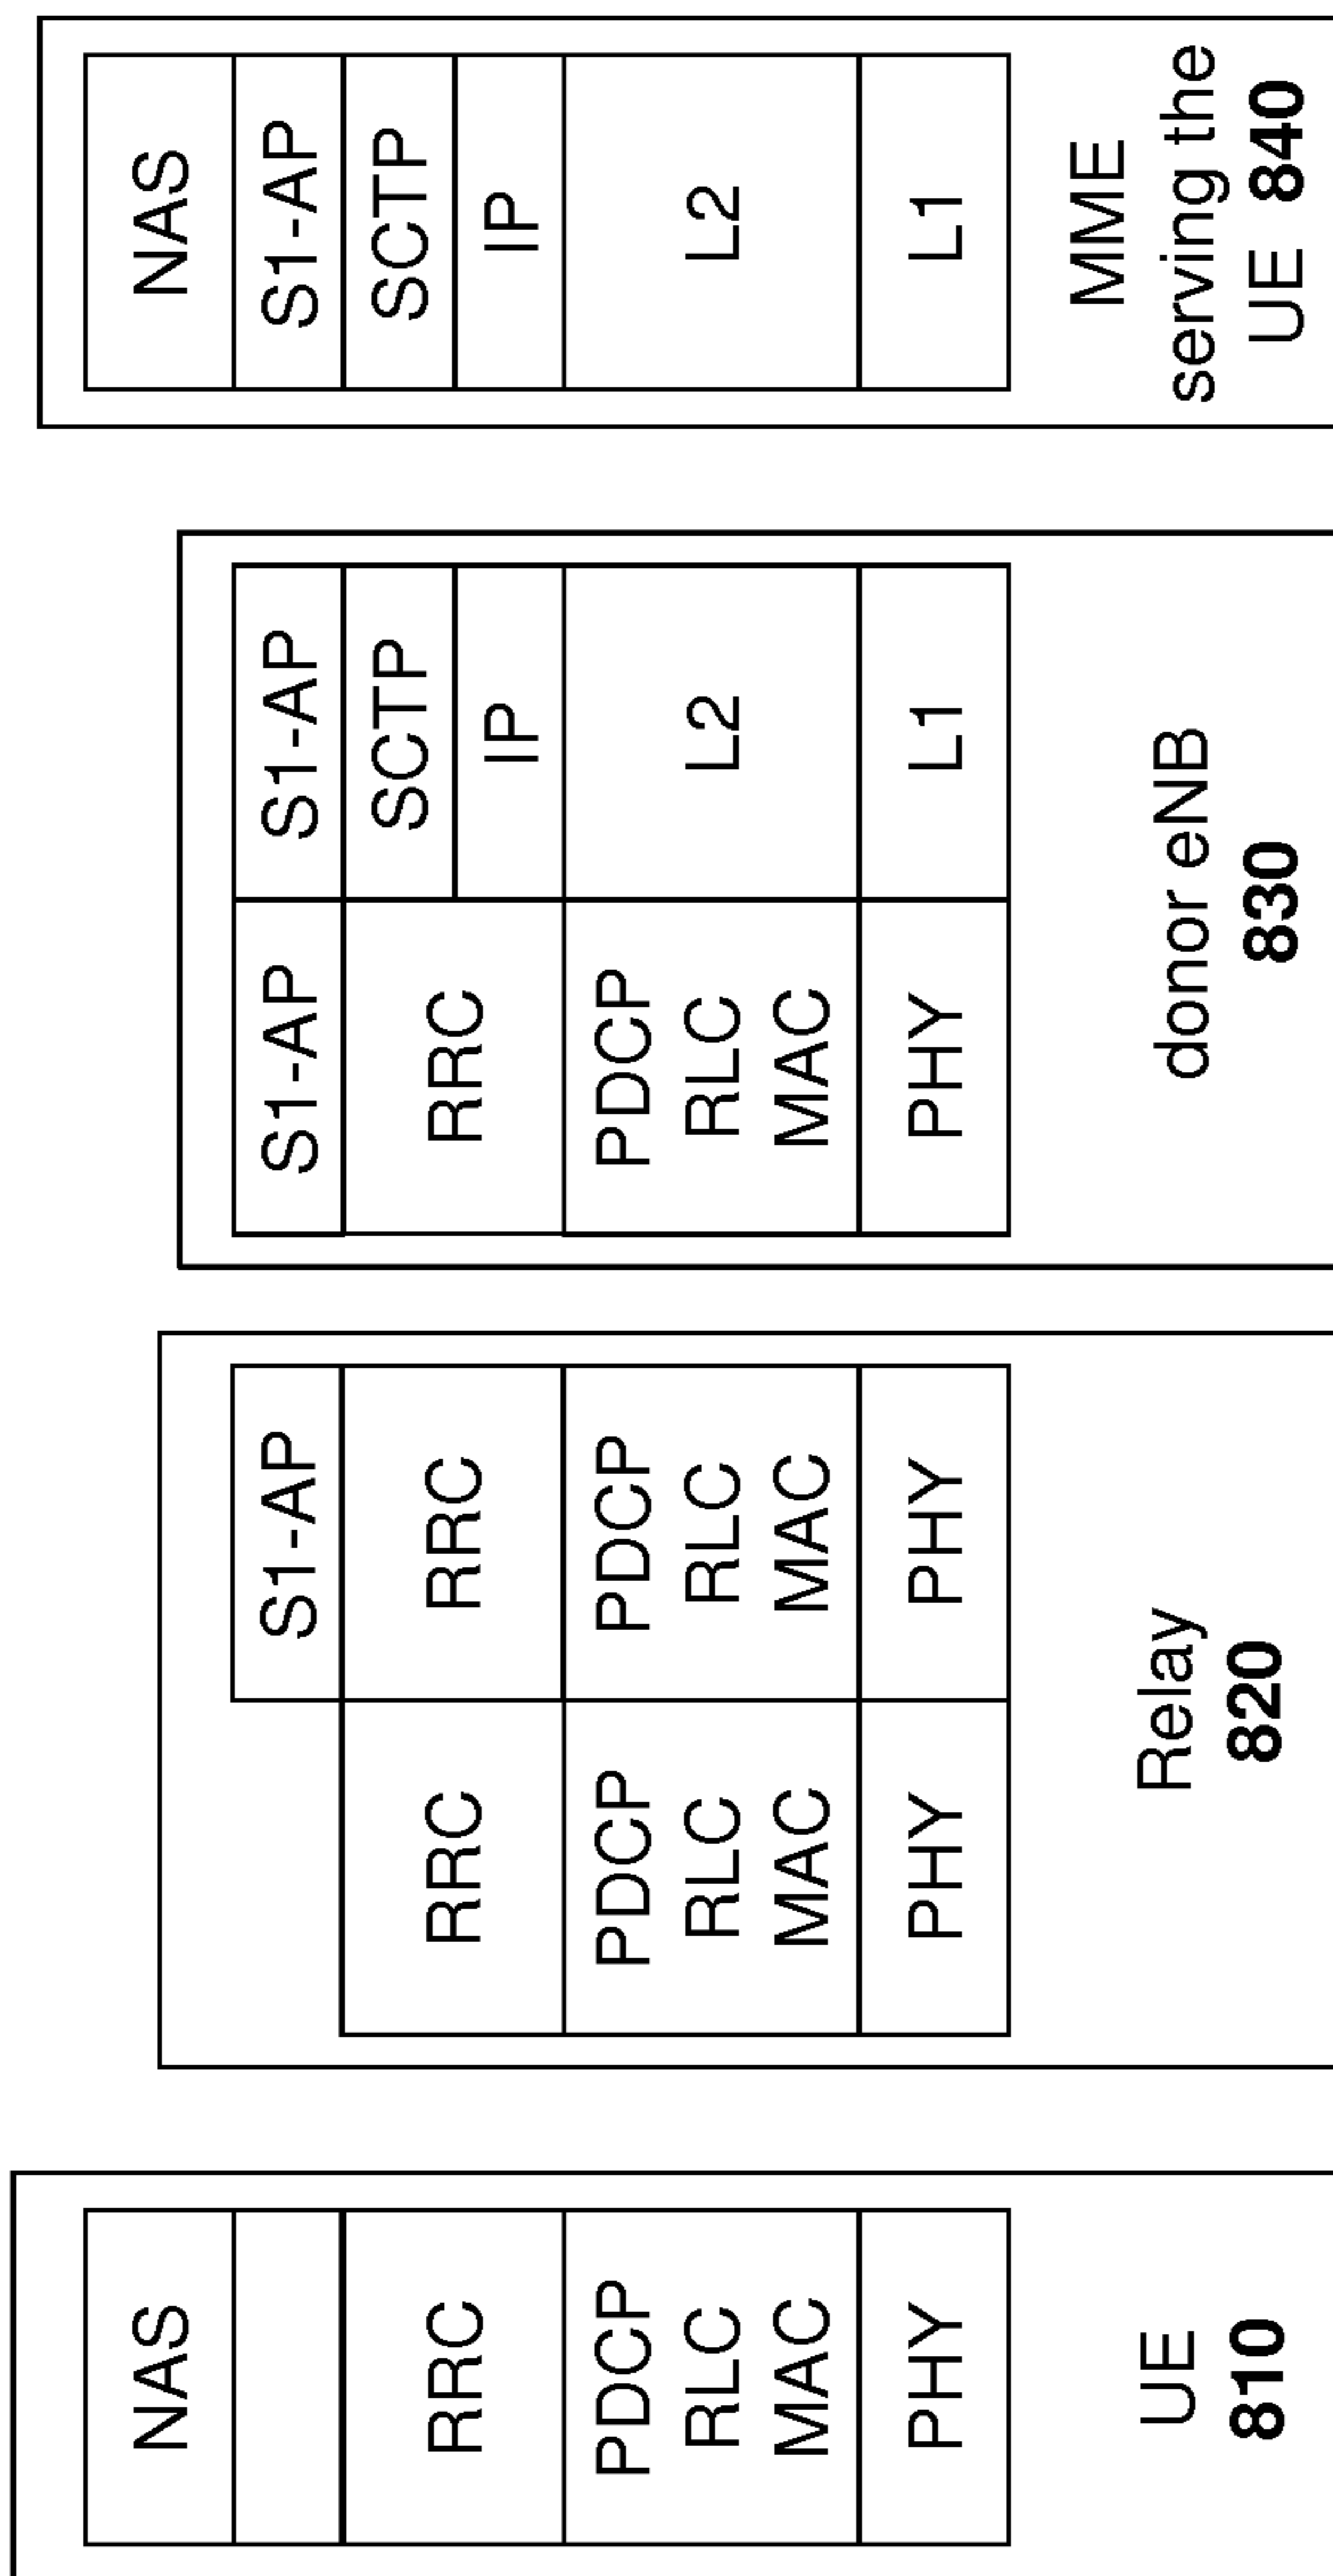 NAS
RRC
PDCP
RLC
MAC
PHY
UE
810
RRC
PDCP
RLC
MAC
PHY
S1-AP
RRC
PDCP
RLC
MAC
PHY
Relay
820
S1-AP
RRC
PDCP
RLC
MAC
PHY
S1-AP
SCTP
IP
L2
L1
donor eNB
830
NAS
S1-AP
SCTP
IP
L2
L1
MME
serving the
UE 840